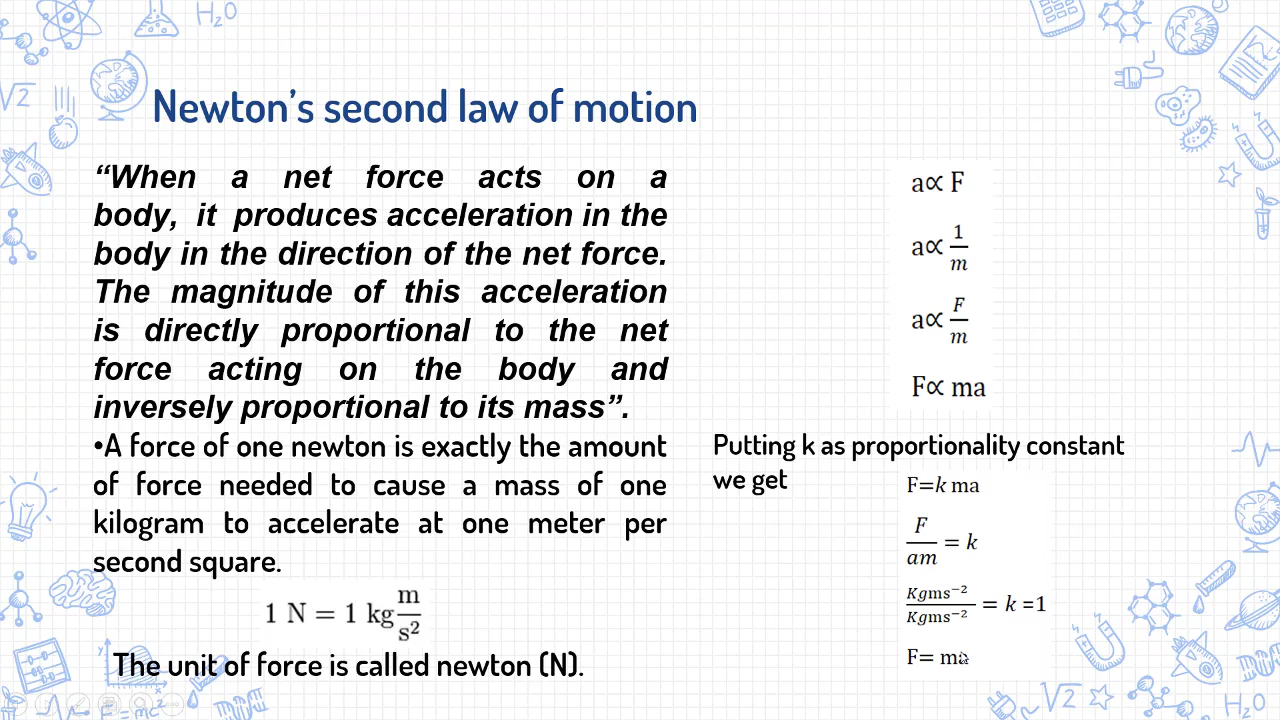 H₂O
√2
Newton's second law of motion
“When a net force acts on a
body, it produces acceleration in the
body in the direction of the net force.
The magnitude of this acceleration
is directly proportional to the net
force acting on the body and
inversely proportional to its mass”.
•A force of one newton is exactly the amount
of force needed to cause a mass of one
kilogram to accelerate at one meter per
second square.
1 N = 1 kg m/s²
The unit of force is called newton (N).
a∝ F
a∝ 1/m
a∝ F/m
F∝ ma
Putting k as proportionality constant
we get
F=k ma
F/am = k
Kgms⁻²/Kgms⁻² = k =1
F= ma
y
x
E=mc²
√2
H₂O